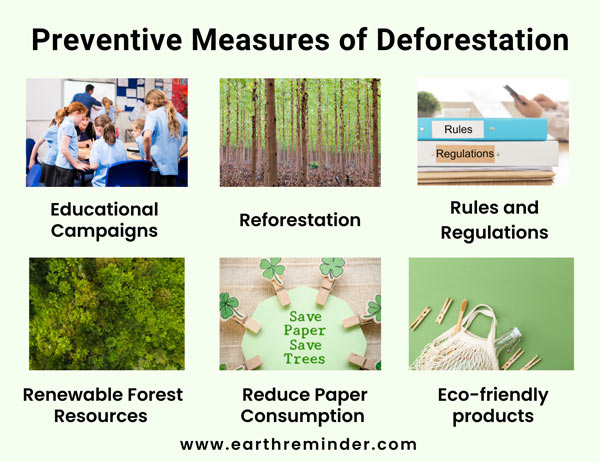 Preventive Measures of Deforestation
Rules
Regulations
Educational
Campaigns
Reforestation
Rules and
Regulations
Save
Paper
Save
Trees
Renewable Forest
Resources
Reduce Paper
Consumption
Eco-friendly
products
www.earthreminder.com